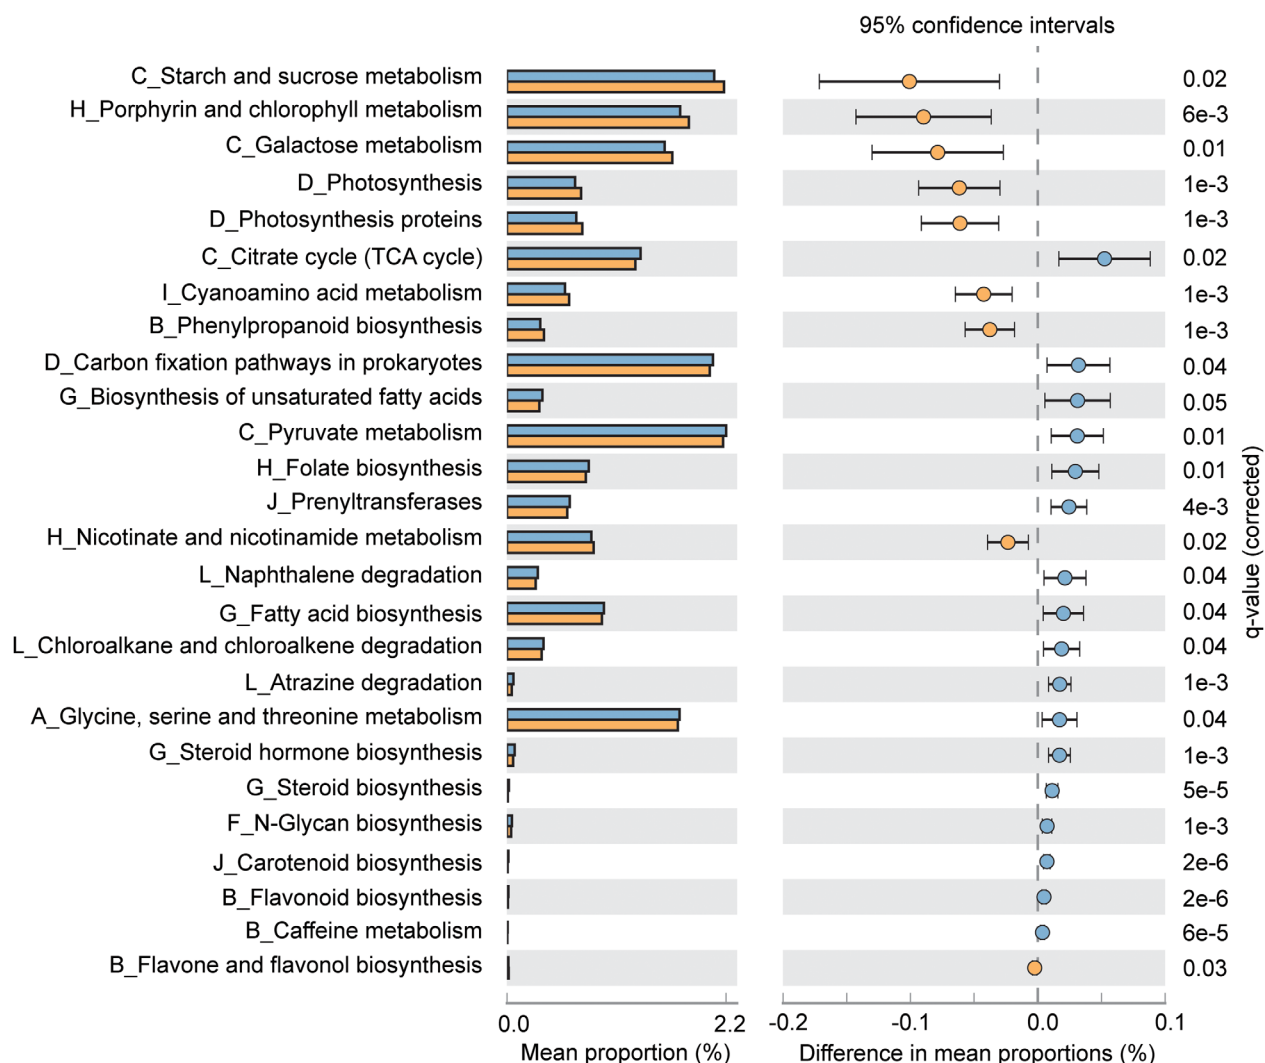 95% confidence intervals
C_Starch and sucrose metabolism 0.02
H_Porphyrin and chlorophyll metabolism 6e-3
C_Galactose metabolism 0.01
D_Photosynthesis 1e-3
D_Photosynthesis proteins 1e-3
C_Citrate cycle (TCA cycle) 0.02
I_Cyanoamino acid metabolism 1e-3
B_Phenylpropanoid biosynthesis 1e-3
D_Carbon fixation pathways in prokaryotes 0.04
G_Biosynthesis of unsaturated fatty acids 0.05
C_Pyruvate metabolism 0.01
H_Folate biosynthesis 0.01
J_Prenyltransferases 4e-3
H_Nicotinate and nicotinamide metabolism 0.02
L_Naphthalene degradation 0.04
G_Fatty acid biosynthesis 0.04
L_Chloroalkane and chloroalkene degradation 0.04
L_Atrazine degradation 1e-3
A_Glycine, serine and threonine metabolism 0.04
G_Steroid hormone biosynthesis 1e-3
G_Steroid biosynthesis 5e-5
F_N-Glycan biosynthesis 1e-3
J_Carotenoid biosynthesis 2e-6
B_Flavonoid biosynthesis 2e-6
B_Caffeine metabolism 6e-5
B_Flavone and flavonol biosynthesis 0.03
q-value (corrected)
0.0 2.2 -0.2 -0.1 0.0 0.1
Mean proportion (%) Difference in mean proportions (%)